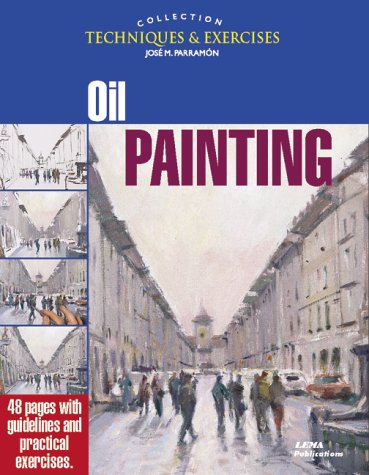 COLLECTION
TECHNIQUES & EXERCISES
JOSÉ M. PARRAMÓN
Oil
PAINTING
48 pages with
guidelines and
practical
exercises.
LEMA
Publications